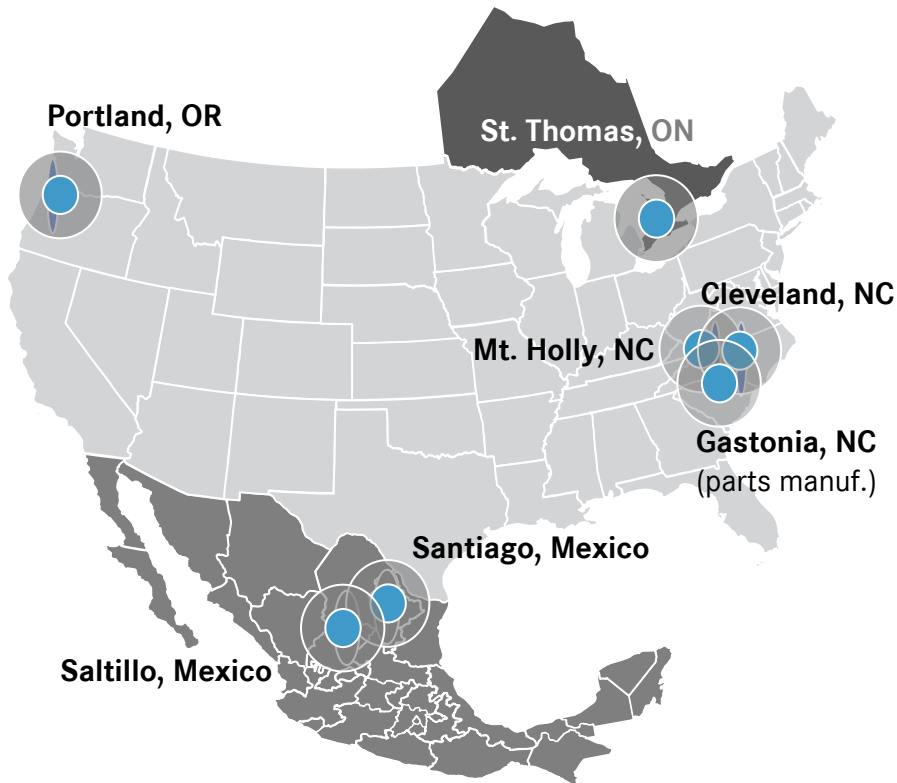 Portland, OR
St. Thomas, ON
Cleveland, NC
Mt. Holly, NC
Gastonia, NC
(parts manuf.)
Santiago, Mexico
Saltillo, Mexico